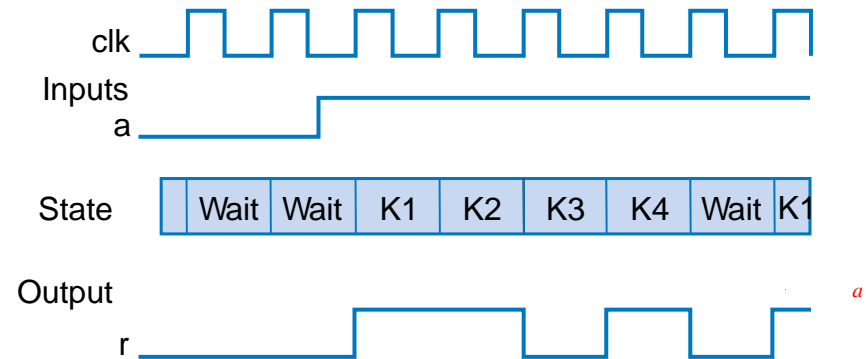 clk
Inputs
a
State Wait Wait K1 K2 K3 K4 Wait K1
Output
a
r